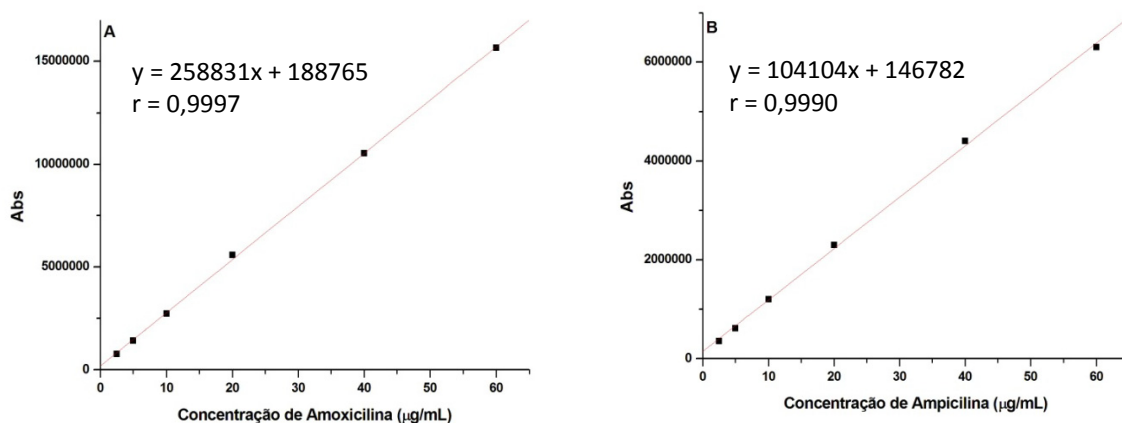 A
y = 258831x + 188765
r = 0,9997
15000000
10000000
5000000
0
Abs
0 10 20 30 40 50 60
Concentração de Amoxicilina (μg/mL)
B
y = 104104x + 146782
r = 0,9990
6000000
4000000
2000000
0
Abs
0 10 20 30 40 50 60
Concentração de Ampicilina (μg/mL)